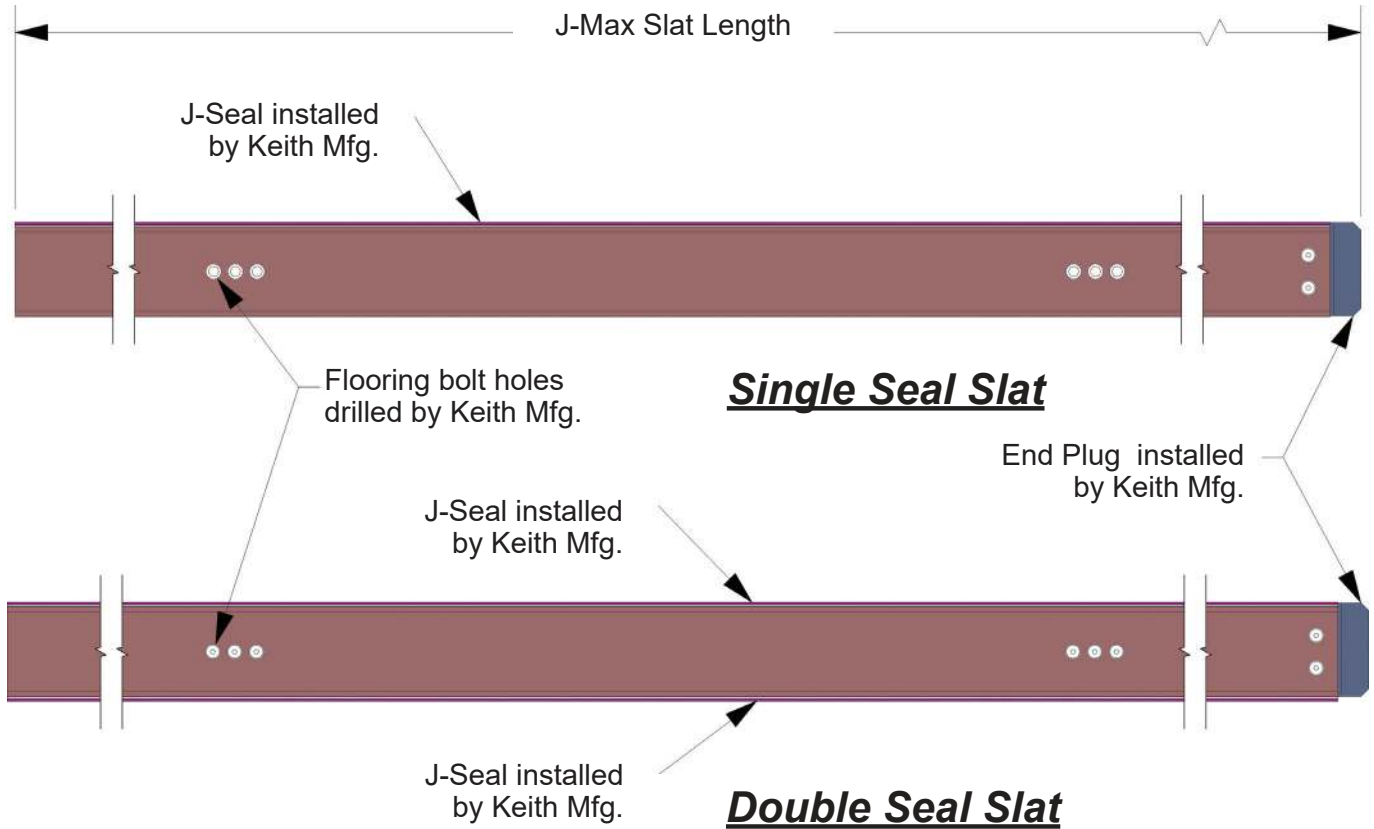 J-Max Slat Length
J-Seal installed
by Keith Mfg.
Flooring bolt holes
drilled by Keith Mfg.
Single Seal Slat
End Plug installed
by Keith Mfg.
J-Seal installed
by Keith Mfg.
J-Seal installed
by Keith Mfg.
Double Seal Slat